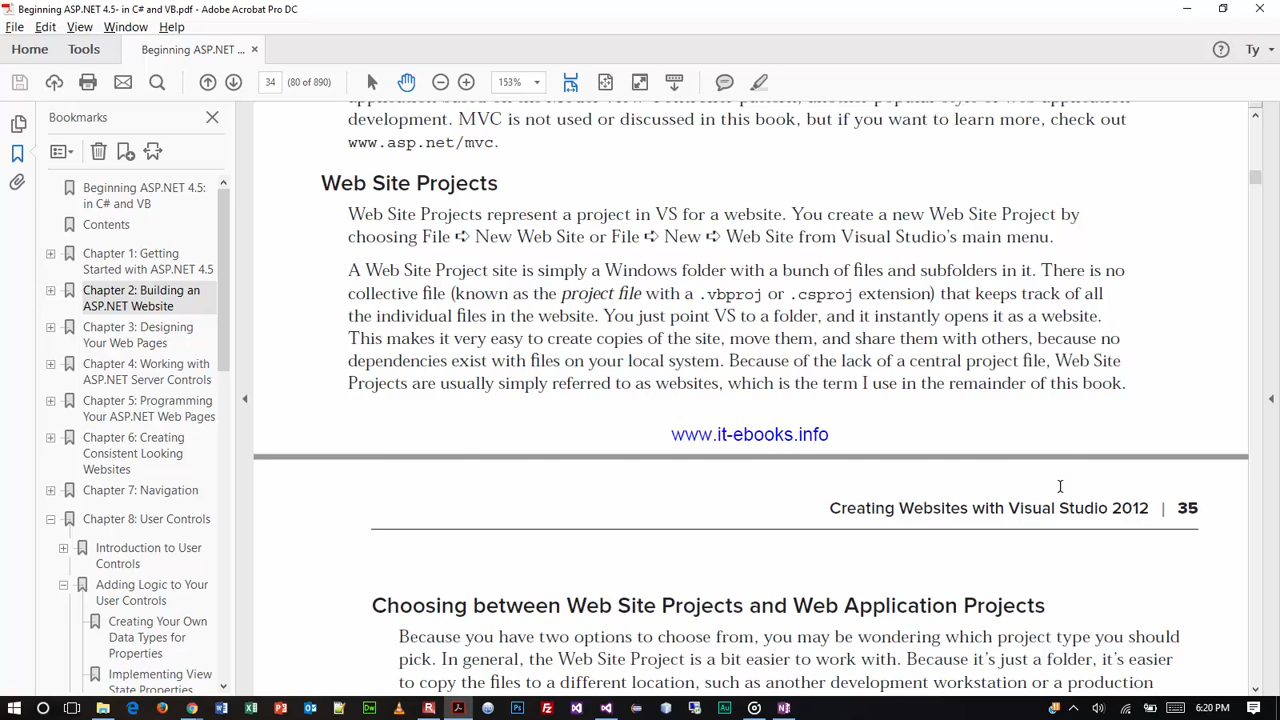 Beginning ASP.NET 4.5- in C# and VB.pdf - Adobe Acrobat Pro DC
File Edit View Window Help
Home Tools Beginning ASP.NET ... × Ty
34 (80 of 890) 153%
Bookmarks
Beginning ASP.NET 4.5:
in C# and VB
Contents
Chapter 1: Getting
Started with ASP.NET 4.5
Chapter 2: Building an
ASP.NET Website
Chapter 3: Designing
Your Web Pages
Chapter 4: Working with
ASP.NET Server Controls
Chapter 5: Programming
Your ASP.NET Web Pages
Chapter 6: Creating
Consistent Looking
Websites
Chapter 7: Navigation
Chapter 8: User Controls
Introduction to User
Controls
Adding Logic to Your
User Controls
Creating Your Own
Data Types for
Properties
Implementing View
State Properties
application based on the Model View Controller pattern, another popular style of web application
development. MVC is not used or discussed in this book, but if you want to learn more, check out
www.asp.net/mvc.
Web Site Projects
Web Site Projects represent a project in VS for a website. You create a new Web Site Project by
choosing File ➪ New Web Site or File ➪ New ➪ Web Site from Visual Studio's main menu.
A Web Site Project site is simply a Windows folder with a bunch of files and subfolders in it. There is no
collective file (known as the project file with a .vbproj or .csproj extension) that keeps track of all
the individual files in the website. You just point VS to a folder, and it instantly opens it as a website.
This makes it very easy to create copies of the site, move them, and share them with others, because no
dependencies exist with files on your local system. Because of the lack of a central project file, Web Site
Projects are usually simply referred to as websites, which is the term I use in the remainder of this book.
www.it-ebooks.info
Creating Websites with Visual Studio 2012 | 35
Choosing between Web Site Projects and Web Application Projects
Because you have two options to choose from, you may be wondering which project type you should
pick. In general, the Web Site Project is a bit easier to work with. Because it's just a folder, it's easier
to copy the files to a different location, such as another development workstation or a production
6:20 PM